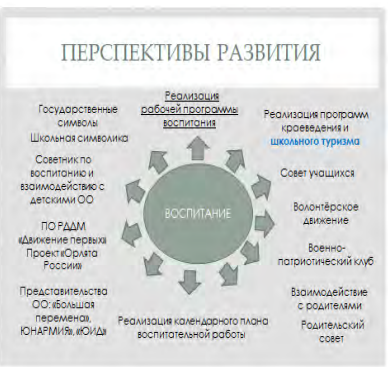 ПЕРСПЕКТИВЫ РАЗВИТИЯ
Реализация
рабочей программы
воспитания
Государственные
символы
Школьная символика
Советник по
воспитанию и
взаимодействию с
детскими ОО
ПО РДДМ
«Движение первых»
Проект «Орлята
России»
Представительства
ОО: «Большая
перемена»,
ЮНАРМИЯ», «ЮИД»
ВОСПИТАНИЕ
Реализация программ
краеведения и
школьного туризма
Совет учащихся
Волонтёрское
движение
Военно-
патриотический клуб
Взаимодействие
с родителями
Родительский
совет
Реализация календарного плана
воспитательной работы